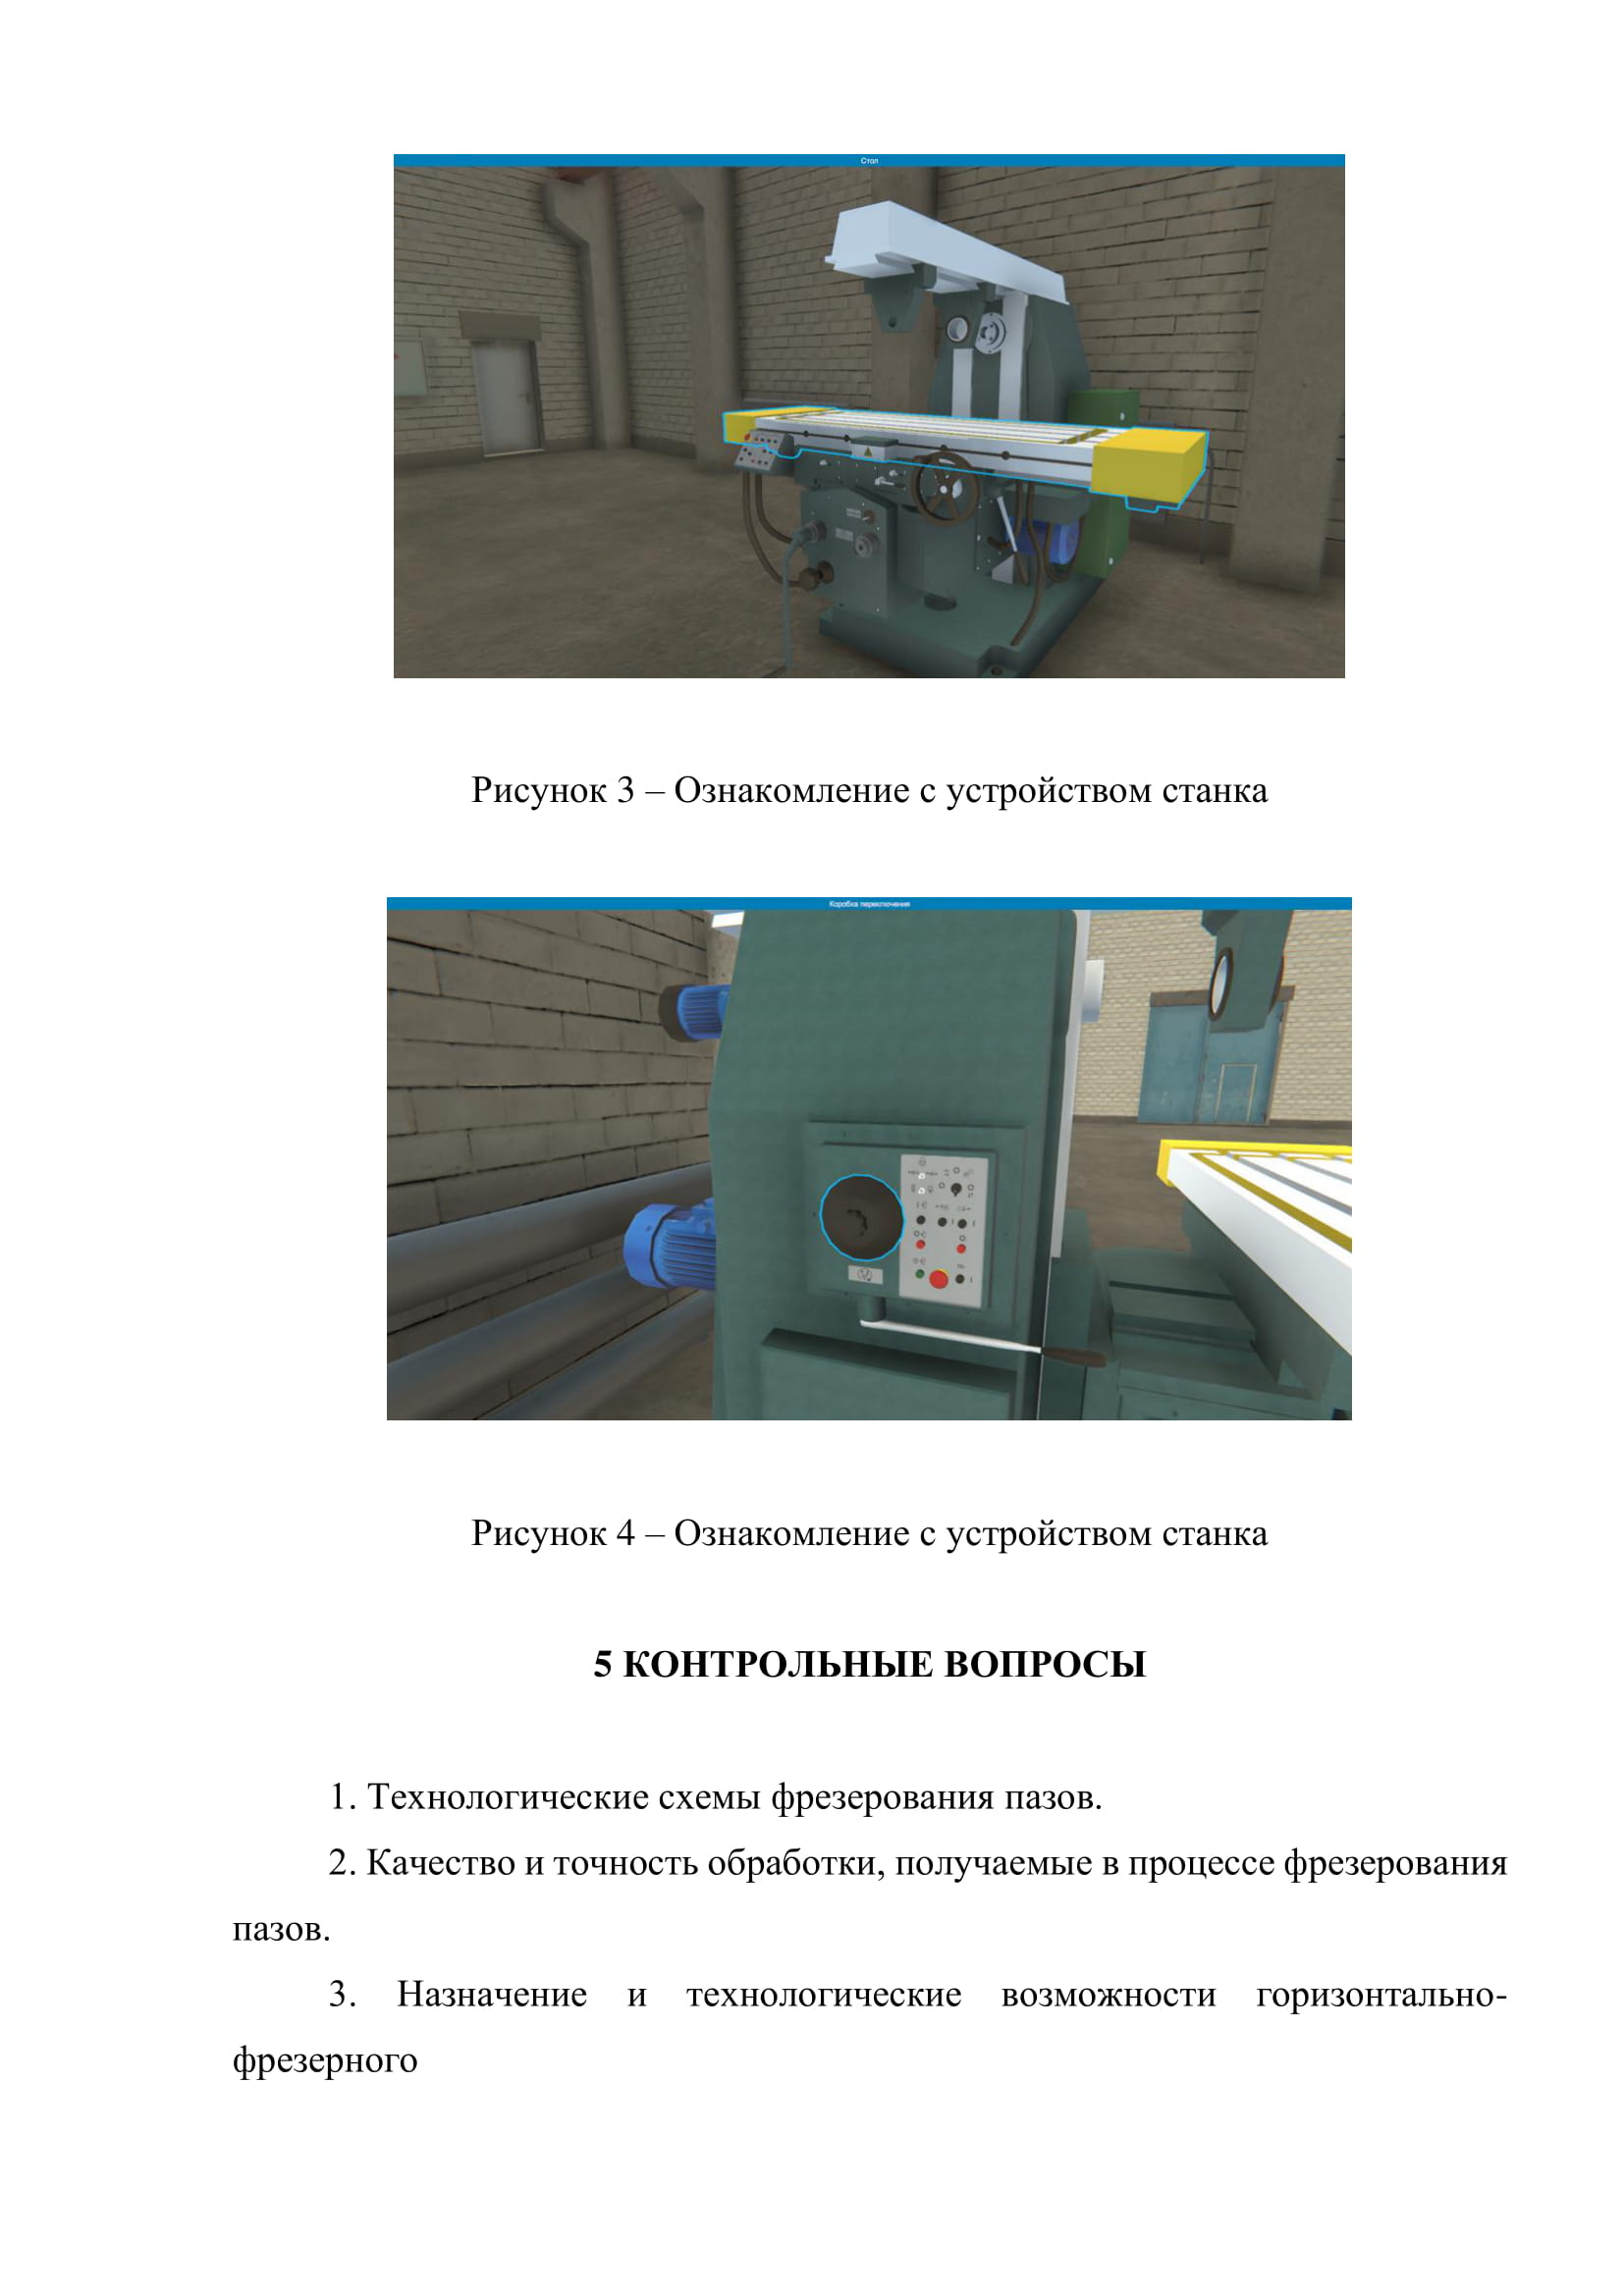 Стол
Рисунок 3 – Ознакомление с устройством станка
Коробка переключения
Рисунок 4 – Ознакомление с устройством станка
5 КОНТРОЛЬНЫЕ ВОПРОСЫ
1. Технологические схемы фрезерования пазов.
2. Качество и точность обработки, получаемые в процессе фрезерования
пазов.
3. Назначение и технологические возможности горизонтально-
фрезерного